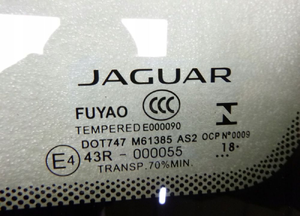 JAGUAR
FUYAO CCC
TEMPERED E000090
DOT747 M61385 AS2 OCP N°0009
E4 43R - 000055 18·
TRANSP. 70% MIN.